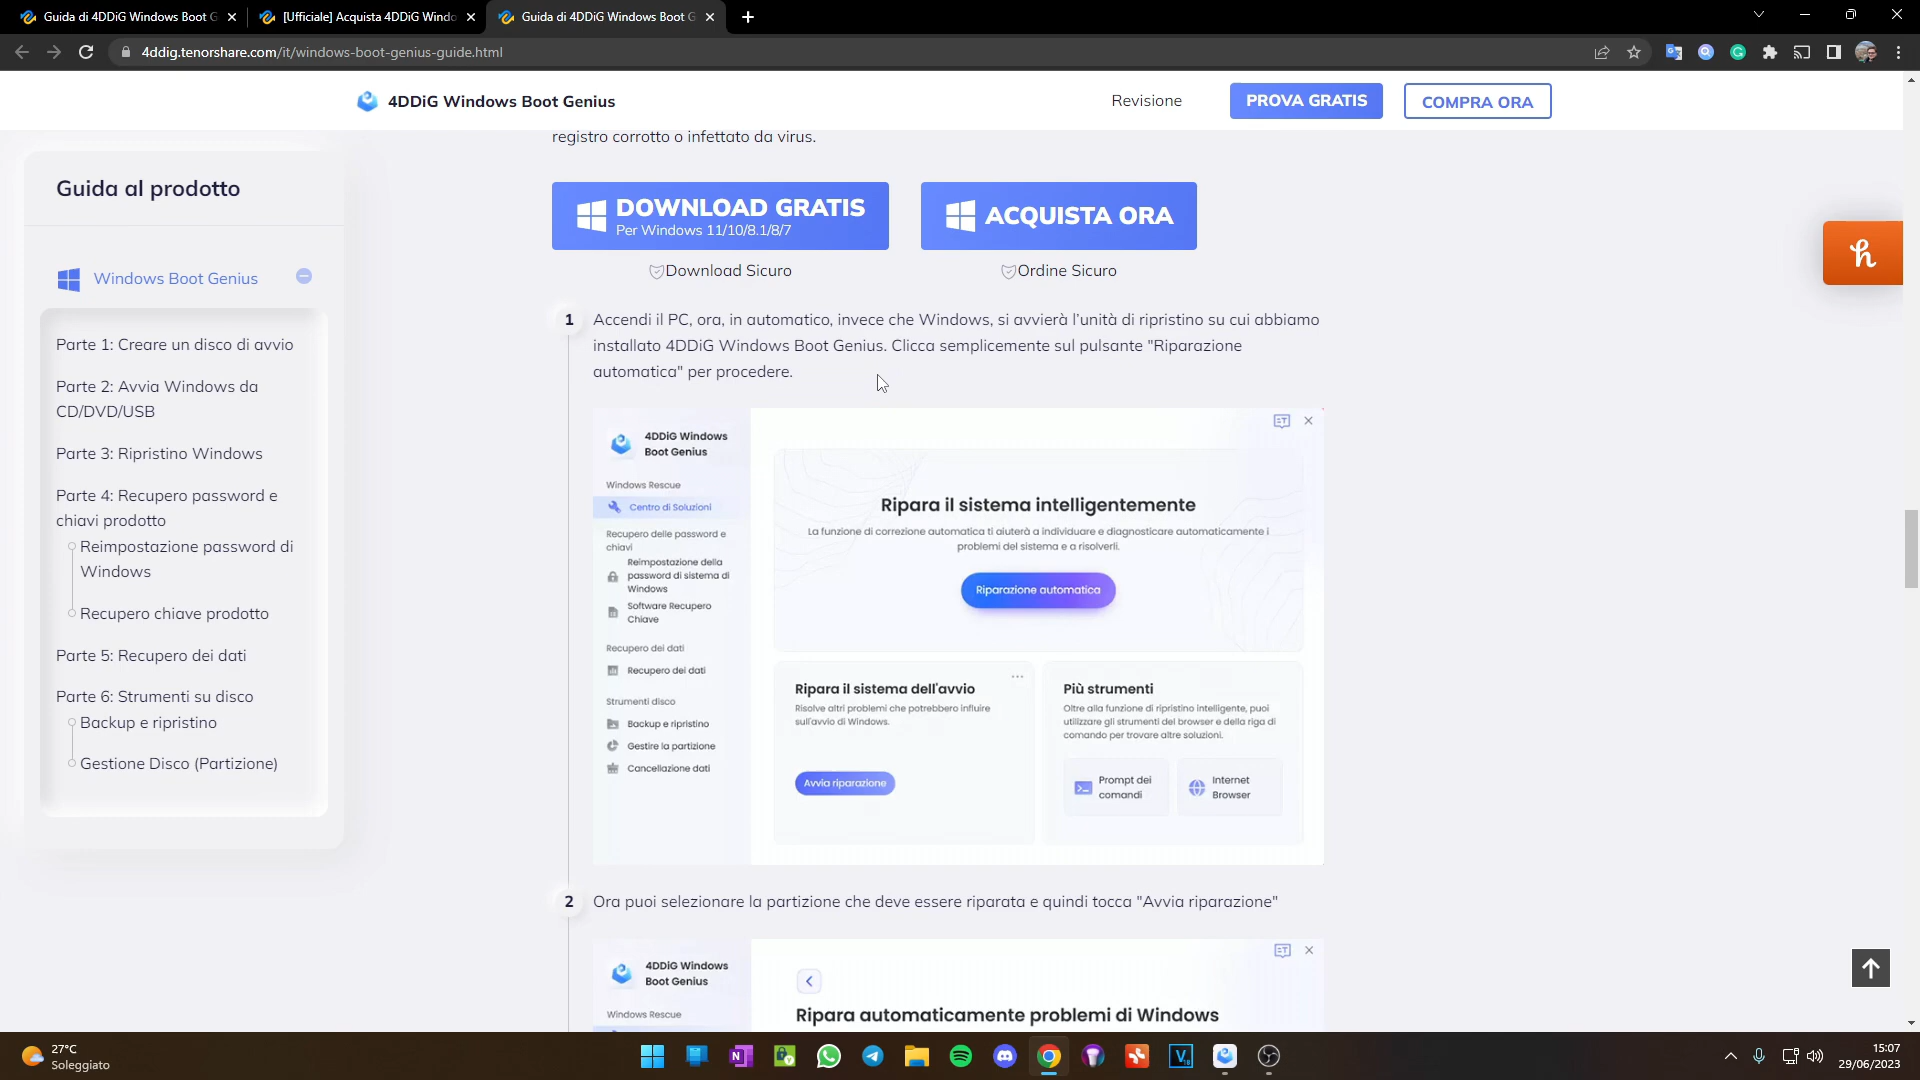 Guida di 4DDiG Windows Boot G
[Ufficiale] Acquista 4DDiG Windo
Guida di 4DDiG Windows Boot G
4ddig.tenorshare.com/it/windows-boot-genius-guide.html
4DDiG Windows Boot Genius
Revisione
PROVA GRATIS
COMPRA ORA
registro corrotto o infettato da virus.
Guida al prodotto
Windows Boot Genius
Parte 1: Creare un disco di avvio
Parte 2: Avvia Windows da
CD/DVD/USB
Parte 3: Ripristino Windows
Parte 4: Recupero password e
chiavi prodotto
Reimpostazione password di
Windows
Recupero chiave prodotto
Parte 5: Recupero dei dati
Parte 6: Strumenti su disco
Backup e ripristino
Gestione Disco (Partizione)
DOWNLOAD GRATIS
Per Windows 11/10/8.1/8/7
Download Sicuro
ACQUISTA ORA
Ordine Sicuro
1
Accendi il PC, ora, in automatico, invece che Windows, si avvierà l'unità di ripristino su cui abbiamo
installato 4DDiG Windows Boot Genius. Clicca semplicemente sul pulsante "Riparazione
automatica" per procedere.
4DDiG Windows
Boot Genius
Windows Rescue
Centro di Soluzioni
Recupero delle password e
chiavi
Reimpostazione della
password di sistema di
Windows
Software Recupero
Chiave
Recupero dei dati
Recupero dei dati
Strumenti disco
Backup e ripristino
Gestire la partizione
Cancellazione dati
Ripara il sistema intelligentemente
La funzione di correzione automatica ti aiuterà a individuare e diagnosticare automaticamente i
problemi del sistema e a risolverli.
Riparazione automatica
Ripara il sistema dell'avvio
Risolve altri problemi che potrebbero influire
sull'avvio di Windows.
Avvia riparazione
Più strumenti
Oltre alla funzione di ripristino intelligente, puoi
utilizzare gli strumenti del browser e della riga di
comando per trovare altre soluzioni.
Prompt dei
comandi
Internet
Browser
2
Ora puoi selezionare la partizione che deve essere riparata e quindi tocca "Avvia riparazione"
4DDiG Windows
Boot Genius
Windows Rescue
Ripara automaticamente problemi di Windows
27°C
Soleggiato
15:07
29/06/2023